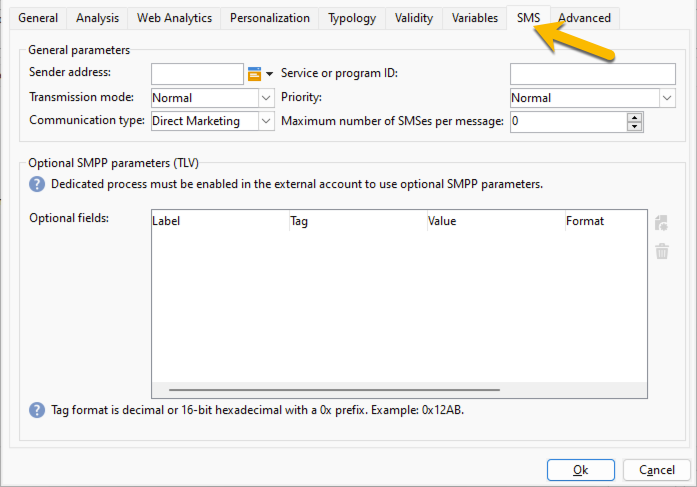 General Analysis Web Analytics Personalization Typology Validity Variables SMS Advanced
General parameters
Sender address: Service or program ID:
Transmission mode: Normal Priority: Normal
Communication type: Direct Marketing Maximum number of SMSes per message: 0
Optional SMPP parameters (TLV)
? Dedicated process must be enabled in the external account to use optional SMPP parameters.
Optional fields: Label Tag Value Format
? Tag format is decimal or 16-bit hexadecimal with a 0x prefix. Example: 0x12AB.
Ok Cancel